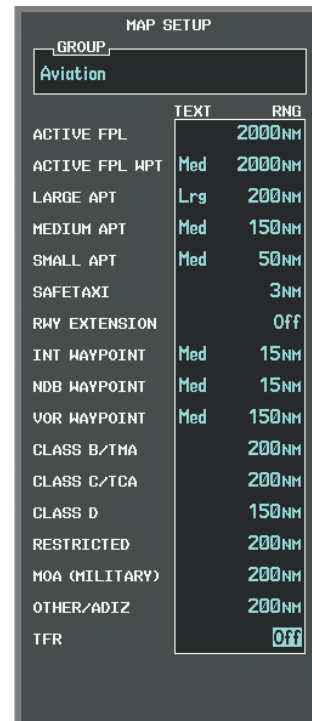 MAP SETUP
GROUP
Aviation
TEXT RNG
ACTIVE FPL 2000NM
ACTIVE FPL WPT Med 2000NM
LARGE APT Lrg 200NM
MEDIUM APT Med 150NM
SMALL APT Med 50NM
SAFETAXI 3NM
RWY EXTENSION Off
INT WAYPOINT Med 15NM
NDB WAYPOINT Med 15NM
VOR WAYPOINT Med 150NM
CLASS B/TMA 200NM
CLASS C/TCA 200NM
CLASS D 150NM
RESTRICTED 200NM
MOA (MILITARY) 200NM
OTHER/ADIZ 200NM
TFR Off